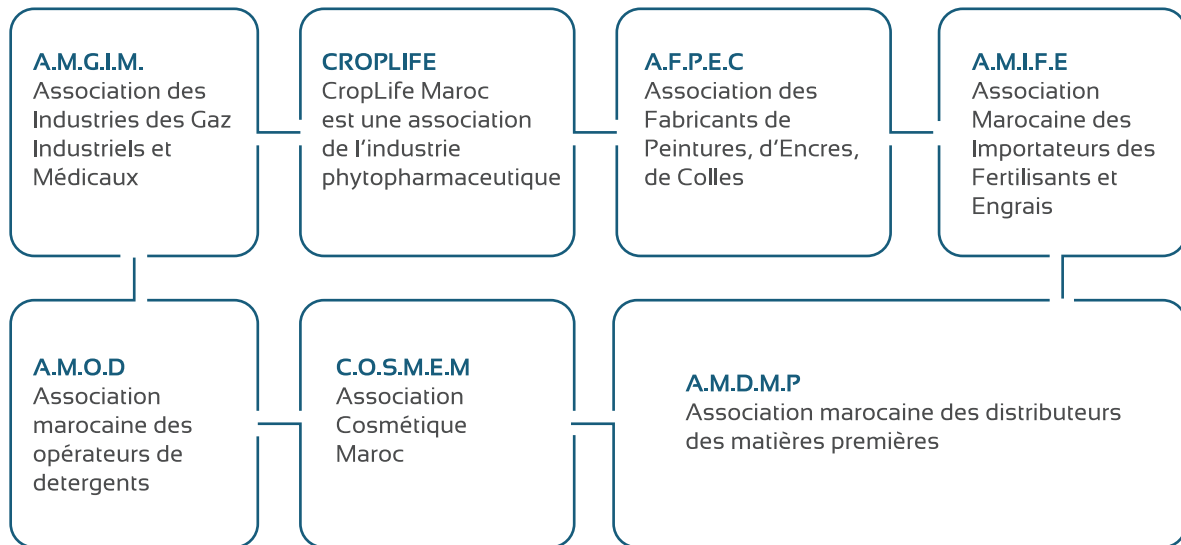 A.M.G.I.M.
Association des
Industries des Gaz
Industriels et
Médicaux
CROPLIFE
CropLife Maroc
est une association
de l'industrie
phytopharmaceutique
A.F.P.E.C
Association des
Fabricants de
Peintures, d'Encres,
de Colles
A.M.I.F.E
Association
Marocaine des
Importateurs des
Fertilisants et
Engrais
A.M.O.D
Association
marocaine des
opérateurs de
detergents
C.O.S.M.E.M
Association
Cosmétique
Maroc
A.M.D.M.P
Association marocaine des distributeurs
des matières premières